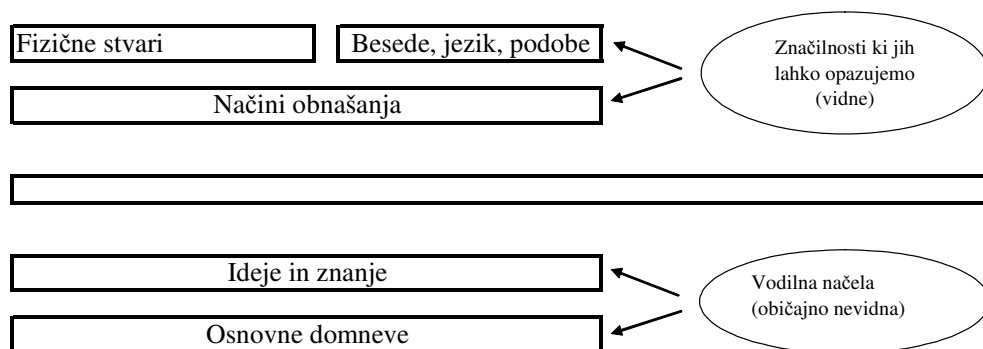 Fizične stvari
Besede, jezik, podobe
Značilnosti ki jih
lahko opazujemo
(vidne)
Načini obnašanja
Ideje in znanje
Vodilna načela
(običajno nevidna)
Osnovne domneve